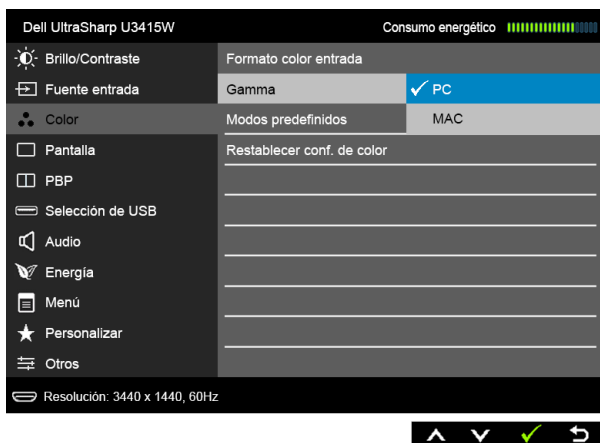 Dell UltraSharp U3415W
Consumo energético
Brillo/Contraste
Formato color entrada
Fuente entrada
Gamma
PC
Color
Modos predefinidos
MAC
Pantalla
Restablecer conf. de color
PBP
Selección de USB
Audio
Energía
Menú
Personalizar
Otros
Resolución: 3440 x 1440, 60Hz